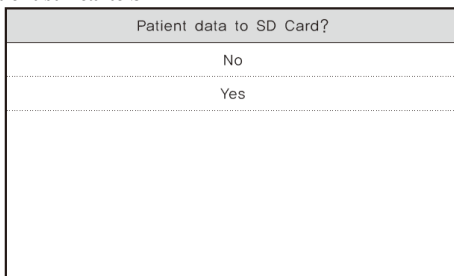 Patient data to SD Card?
No
Yes